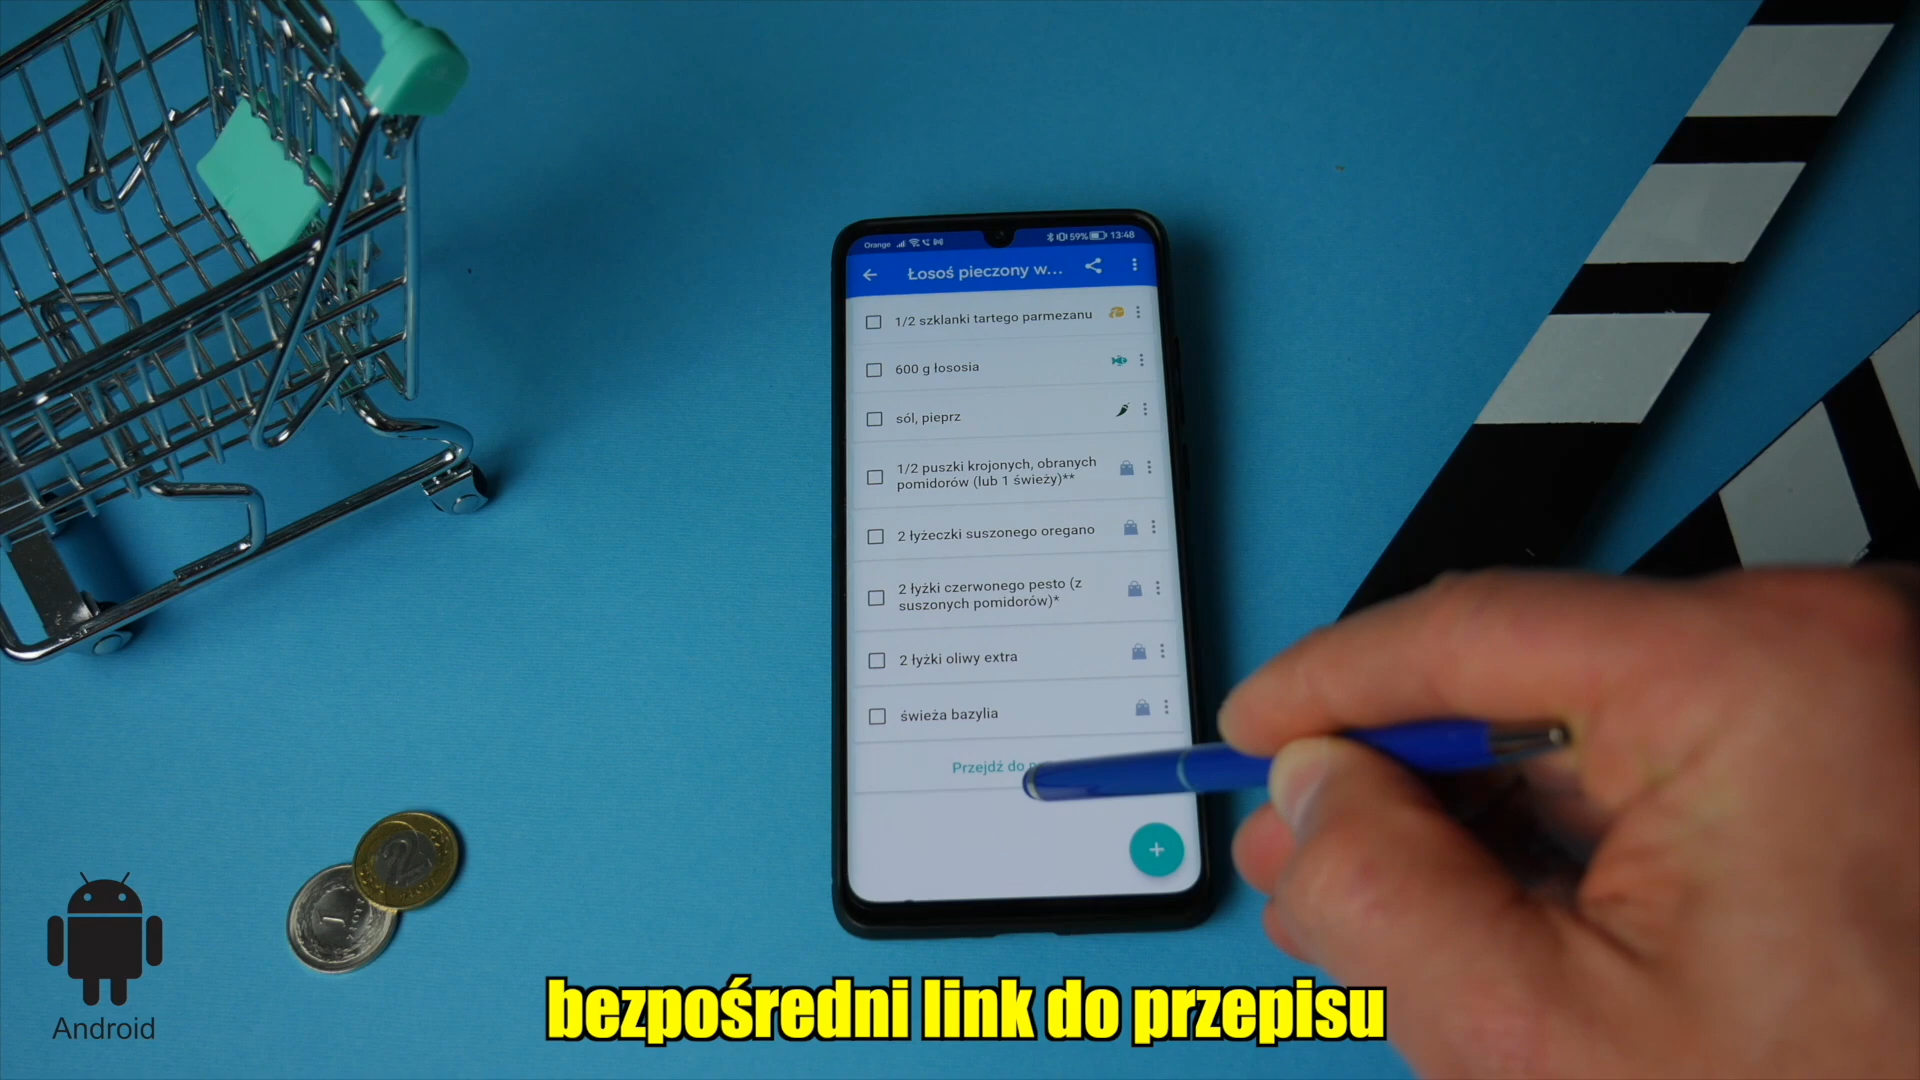 Orange 59% 13:48
Łosoś pieczony w...
1/2 szklanki tartego parmezanu
600 g łososia
sól, pieprz
1/2 puszki krojonych, obranych
pomidorów (lub 1 świeży)**
2 łyżeczki suszonego oregano
2 łyżki czerwonego pesto (z
suszonych pomidorów)*
2 łyżki oliwy extra
świeża bazylia
Przejdź do
+
2
1
Android
bezpośredni link do przepisu